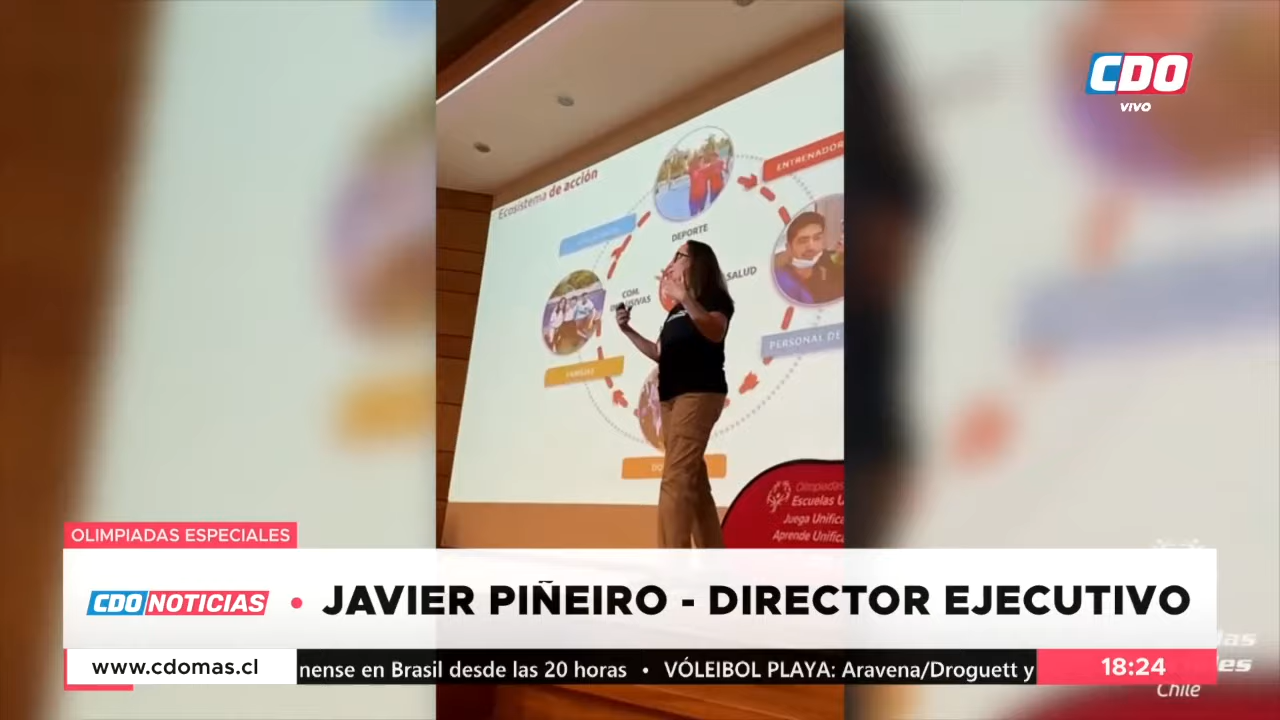 CDO
VIVO
Ecosistema de acción
ENTRENADOR
DEPORTE
SALUD
COM.
PERSONAL DE
FAMILIAS
Olimpiadas
Escuelas U
Juega Unifica
Aprende Unifica
OLIMPIADAS ESPECIALES
CDO NOTICIAS • JAVIER PIÑEIRO - DIRECTOR EJECUTIVO
www.cdomas.cl
nense en Brasil desde las 20 horas • VÓLEIBOL PLAYA: Aravena/Droguett y
18:24
Chile